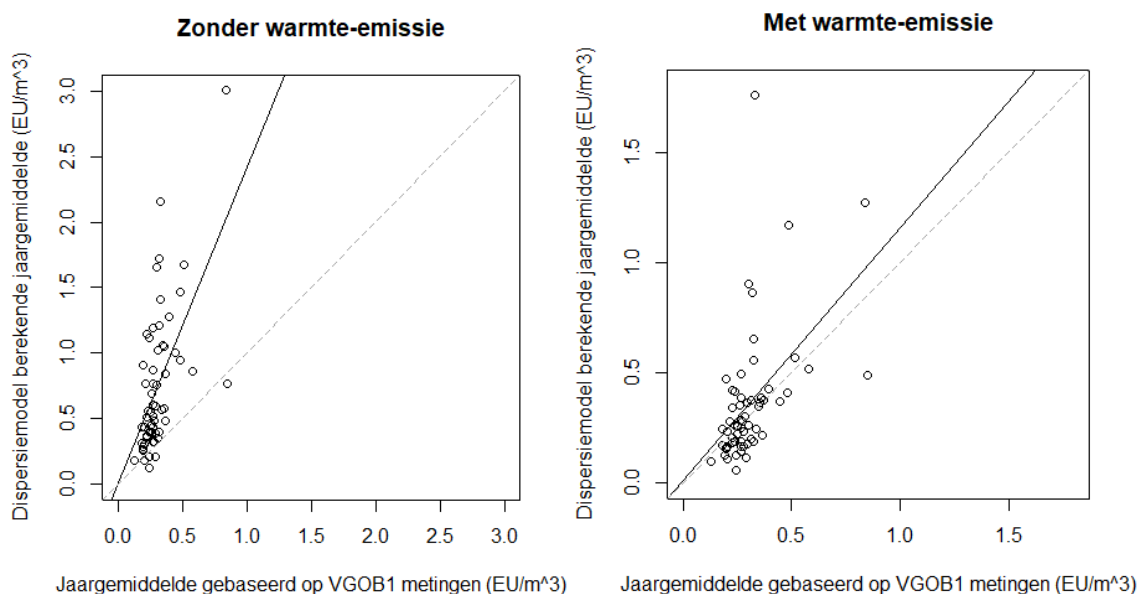 Zonder warmte-emissie
Dispersiemodel berekende jaargemiddelde (EU/m^3)
3.0
2.5
2.0
1.5
1.0
0.5
0.0
0.0 0.5 1.0 1.5 2.0 2.5 3.0
Jaargemiddelde gebaseerd op VGOB1 metingen (EU/m^3)
Met warmte-emissie
Dispersiemodel berekende jaargemiddelde (EU/m^3)
1.5
1.0
0.5
0.0
0.0 0.5 1.0 1.5
Jaargemiddelde gebaseerd op VGOB1 metingen (EU/m^3)